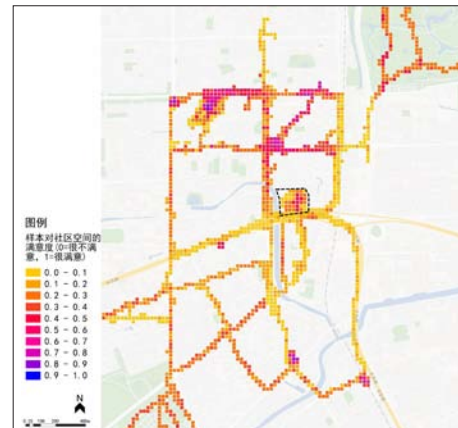 图例
样本对社区空间的
满意度(0=很不满
意，1=很满意)
0.0 - 0.1
0.1 - 0.2
0.2 - 0.3
0.3 - 0.4
0.4 - 0.5
0.5 - 0.6
0.6 - 0.7
0.7 - 0.8
0.8 - 0.9
0.9 - 1.0
N